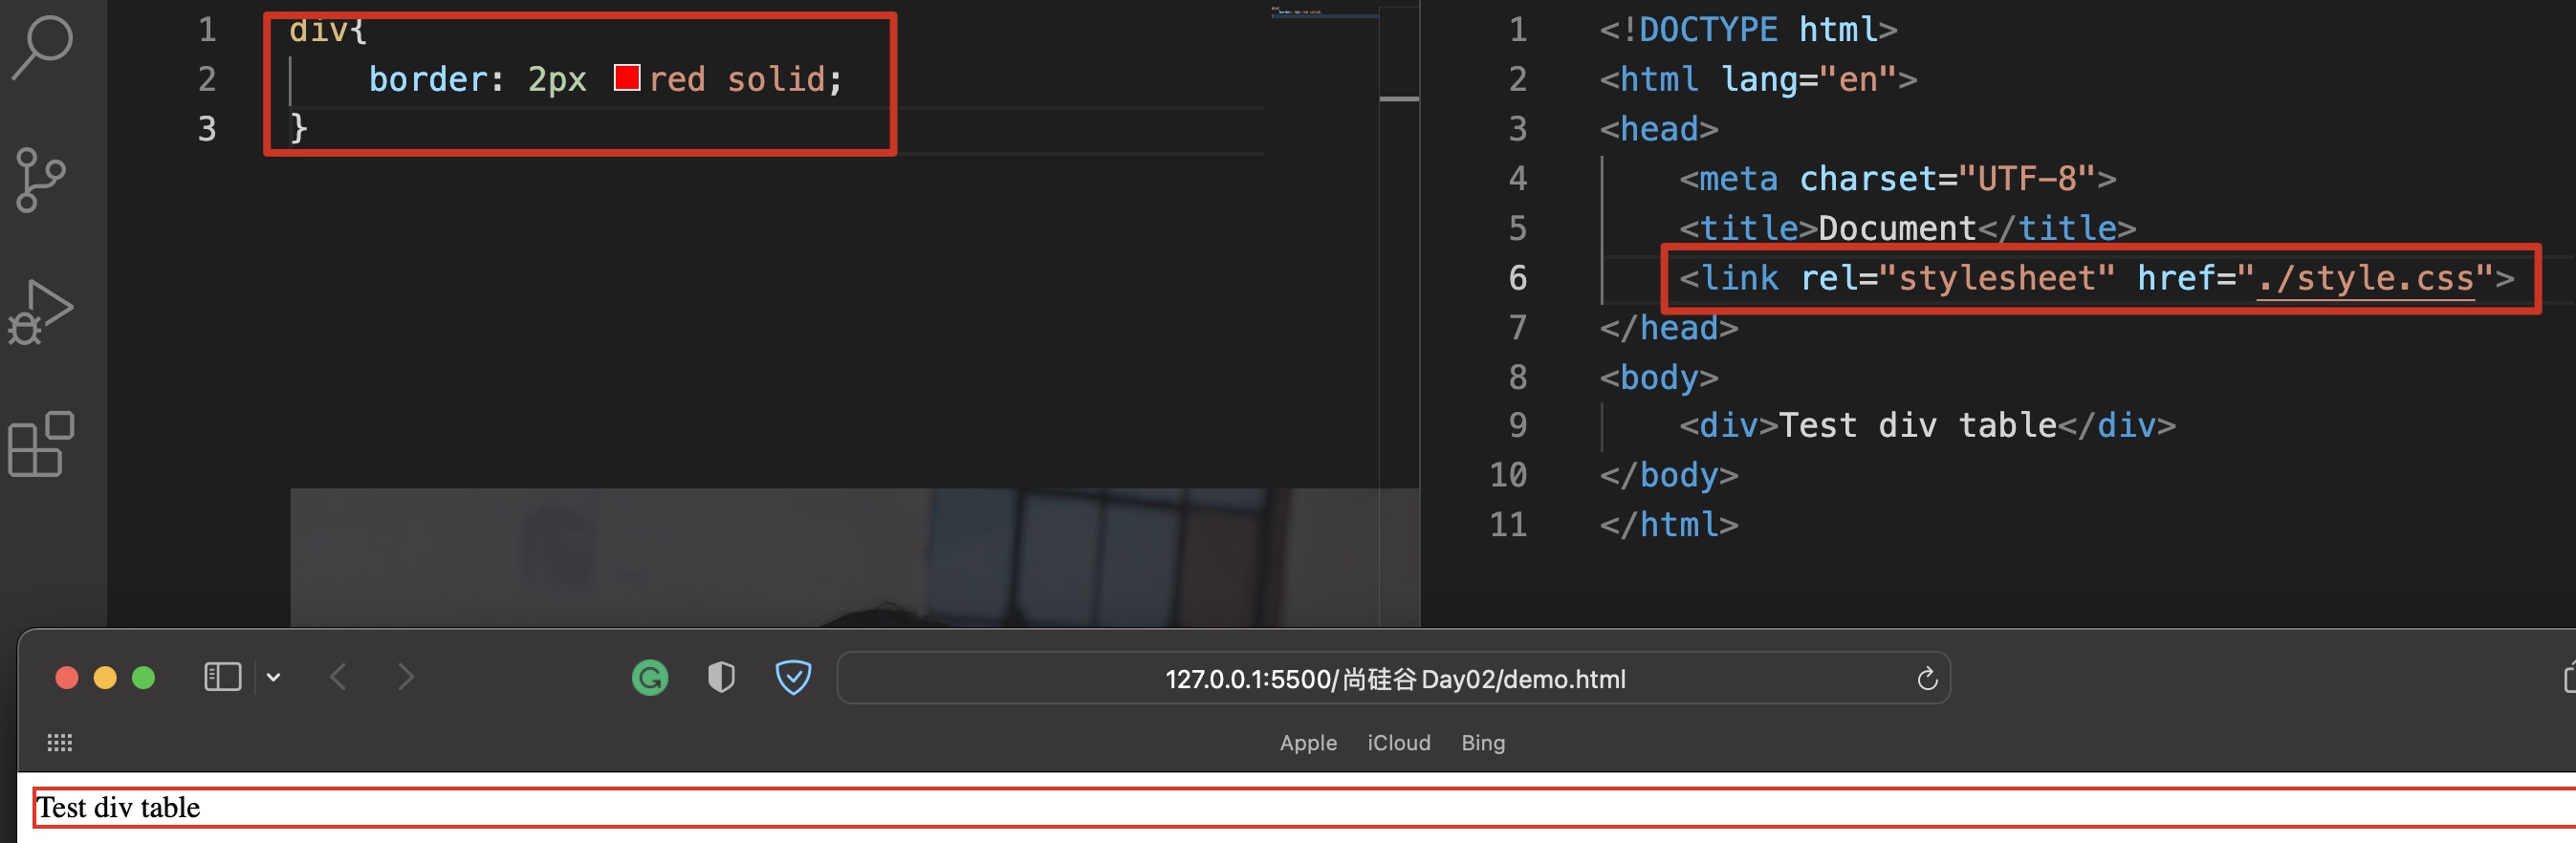 1 div{
2 border: 2px red solid;
3 }
1 <!DOCTYPE html>
2 <html lang="en">
3 <head>
4 <meta charset="UTF-8">
5 <title>Document</title>
6 <link rel="stylesheet" href="./style.css">
7 </head>
8 <body>
9 <div>Test div table</div>
10 </body>
11 </html>
127.0.0.1:5500/尚硅谷Day02/demo.html
Apple iCloud Bing
Test div table